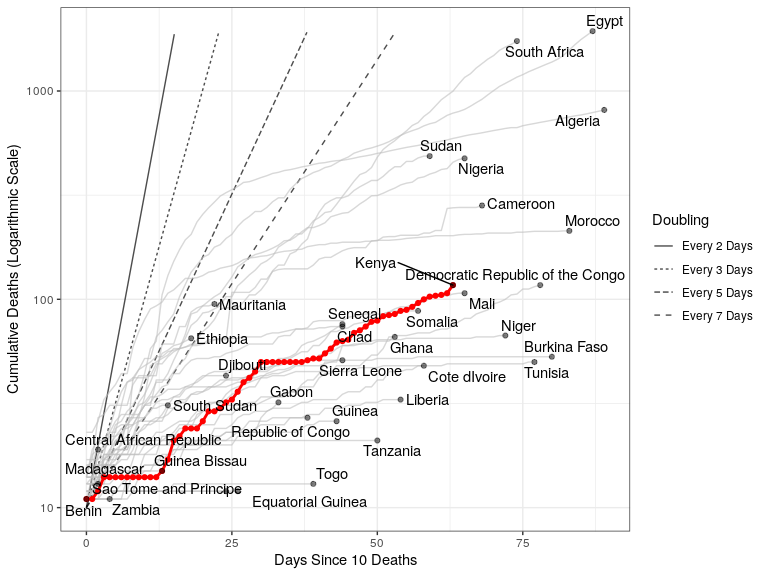 Egypt
South Africa
1000
Algeria
Sudan
Nigeria
Cameroon
Morocco
Kenya
Democratic Republic of the Congo
100
Mauritania
Mali
Senegal
Somalia
Chad
Niger
Ethiopia
Ghana
Burkina Faso
Djibouti
Sierra Leone
Cote dIvoire
Tunisia
Gabon
South Sudan
Liberia
Guinea
Republic of Congo
Central African Republic
Tanzania
Guinea Bissau
Madagascar
Togo
Sao Tome and Principe
Equatorial Guinea
10
Benin
Zambia
0
25
50
75
Days Since 10 Deaths
Cumulative Deaths (Logarithmic Scale)
Doubling
Every 2 Days
Every 3 Days
Every 5 Days
Every 7 Days